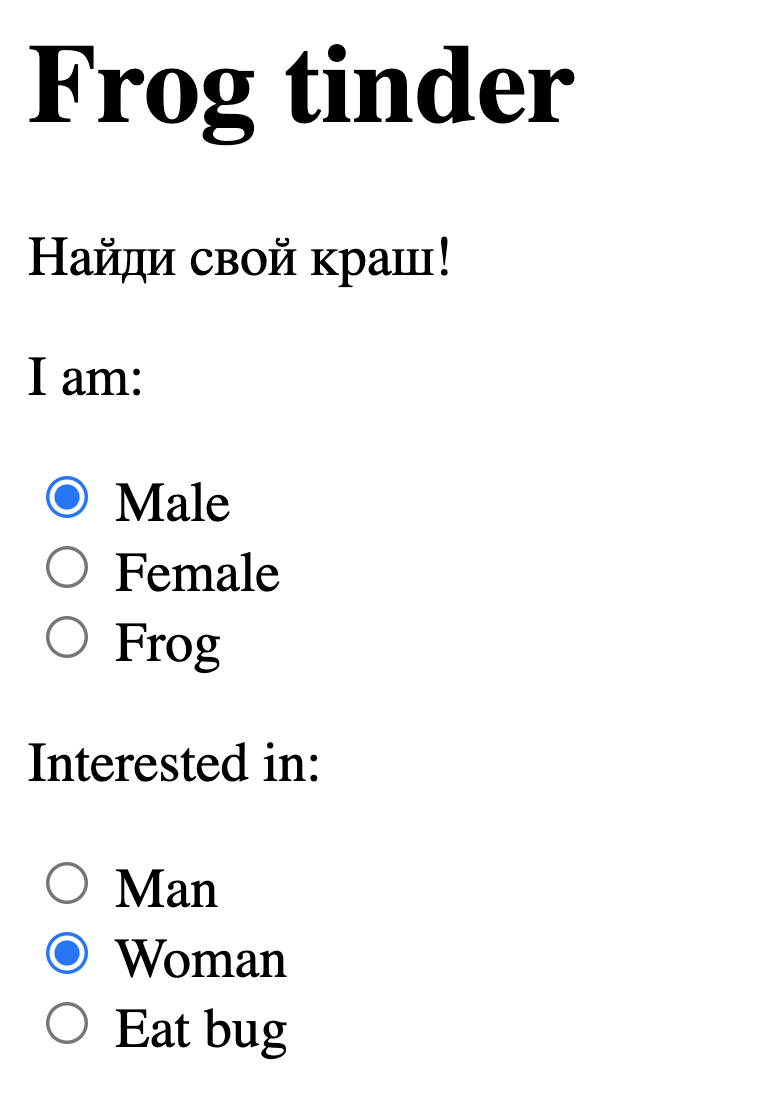 Frog tinder
Найди свой краш!
I am:
Male
Female
Frog
Interested in:
Man
Woman
Eat bug